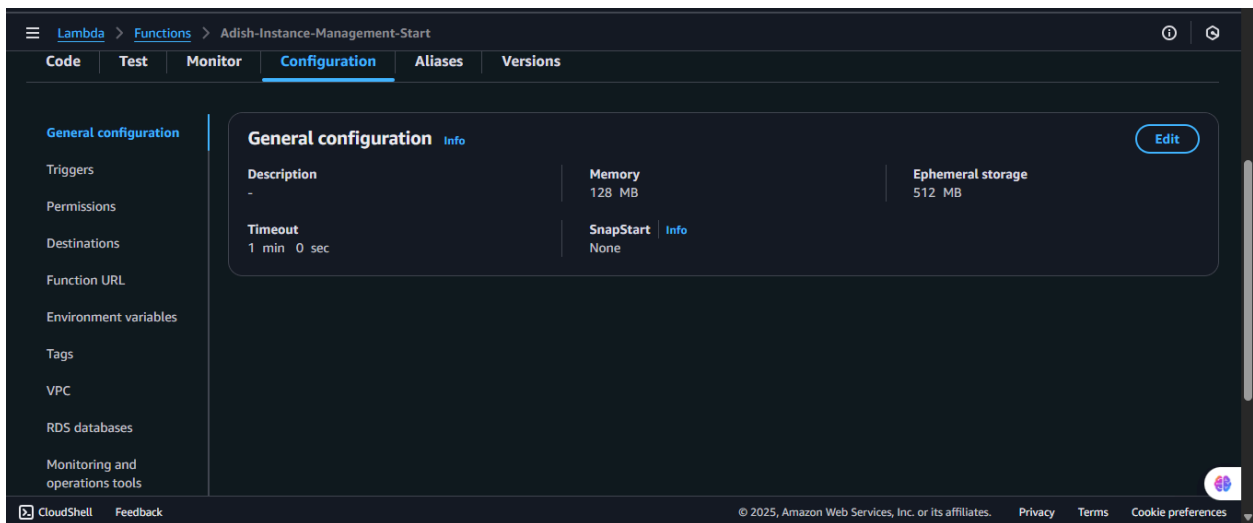 Lambda > Functions > Adish-Instance-Management-Start
Code Test Monitor Configuration Aliases Versions
General configuration
Triggers
Permissions
Destinations
Function URL
Environment variables
Tags
VPC
RDS databases
Monitoring and
operations tools
General configuration Info
Edit
Description
-
Memory
128 MB
Ephemeral storage
512 MB
Timeout
1 min 0 sec
SnapStart Info
None
CloudShell Feedback © 2025, Amazon Web Services, Inc. or its affiliates. Privacy Terms Cookie preferences